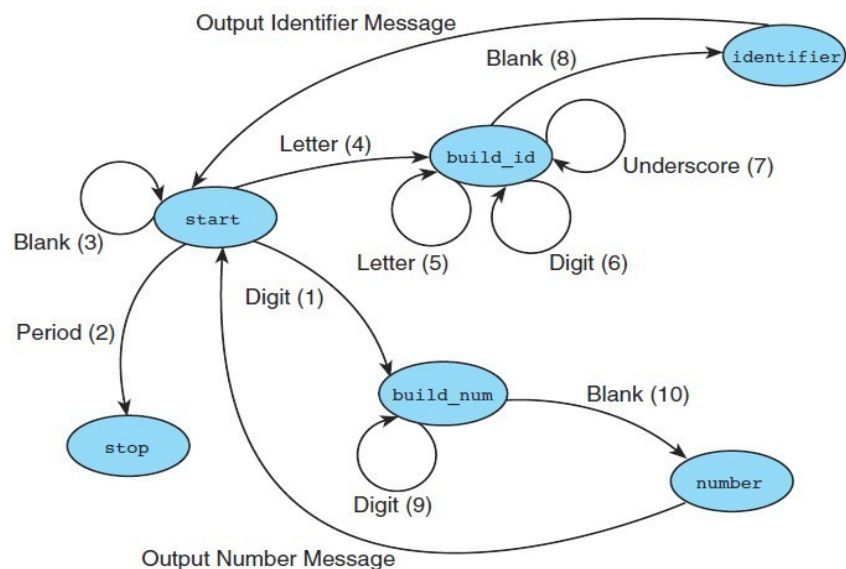 Output Identifier Message
identifier
Blank (8)
Letter (4)
build_id
Underscore (7)
start
Blank (3)
Letter (5)
Digit (6)
Digit (1)
Period (2)
build_num
Blank (10)
stop
number
Digit (9)
Output Number Message